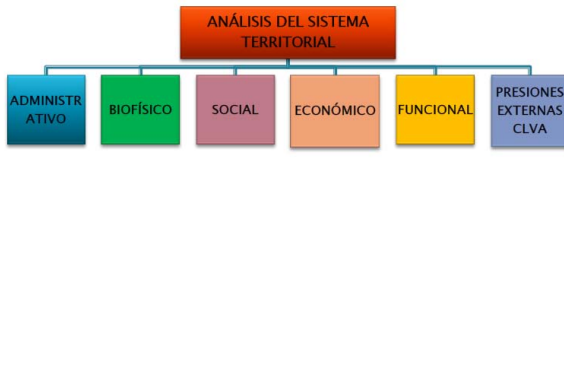 ANÁLISIS DEL SISTEMA
TERRITORIAL
ADMINISTR
ATIVO
BIOFÍSICO
SOCIAL
ECONÓMICO
FUNCIONAL
PRESIONES
EXTERNAS
CLVA